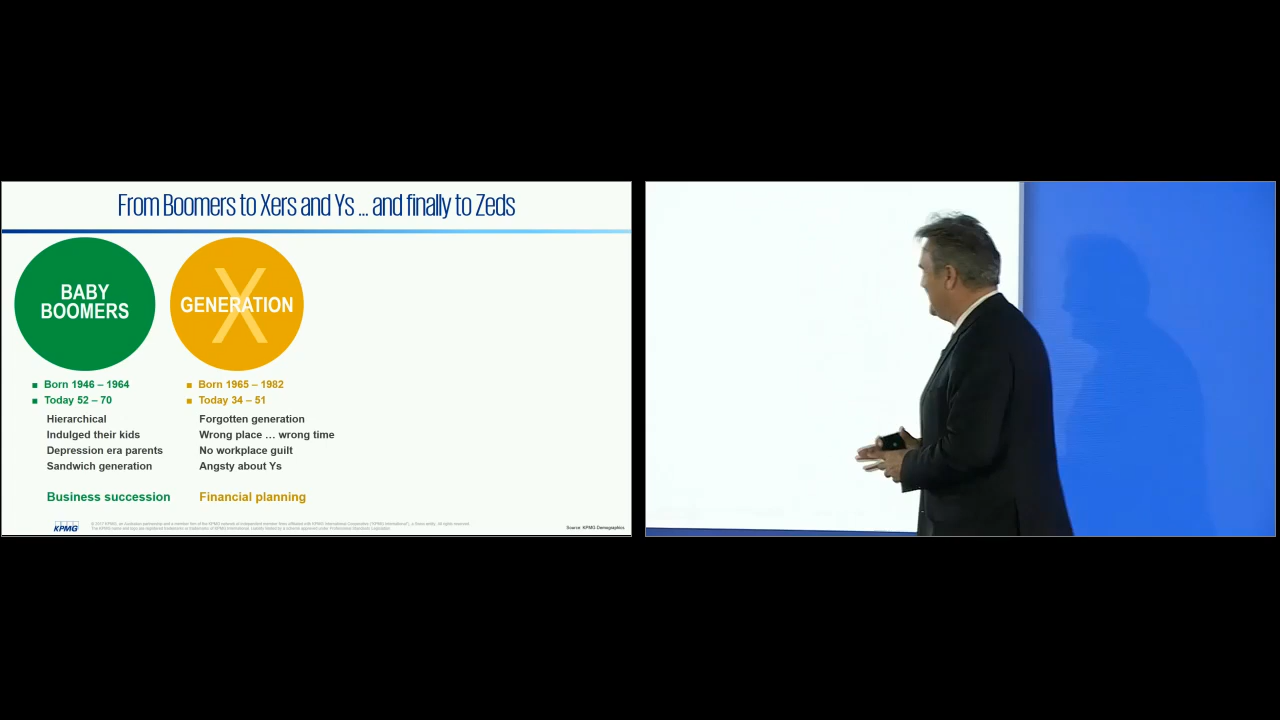 From Boomers to Xers and Ys ... and finally to Zeds
BABY
BOOMERS
X
GENERATION
Born 1946 – 1964
Today 52 – 70
Hierarchical
Indulged their kids
Depression era parents
Sandwich generation
Business succession
Born 1965 – 1982
Today 34 – 51
Forgotten generation
Wrong place … wrong time
No workplace guilt
Angsty about Ys
Financial planning
KPMG
Source: KPMG Demographics